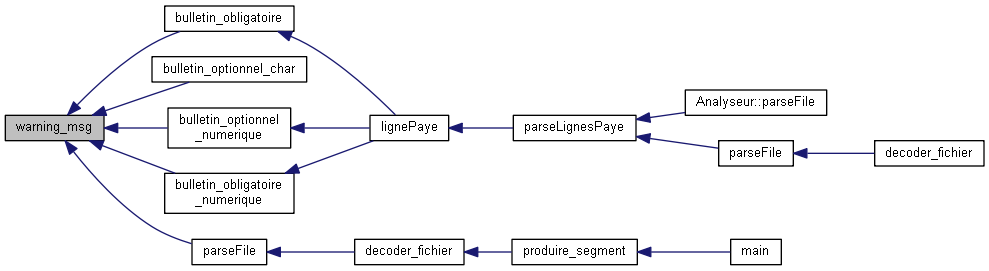 bulletin_obligatoire
bulletin_optionnel_char
warning_msg
bulletin_optionnel
_numerique
lignePaye
parseLignesPaye
Analyseur::parseFile
parseFile
decoder_fichier
bulletin_obligatoire
_numerique
parseFile
decoder_fichier
produire_segment
main